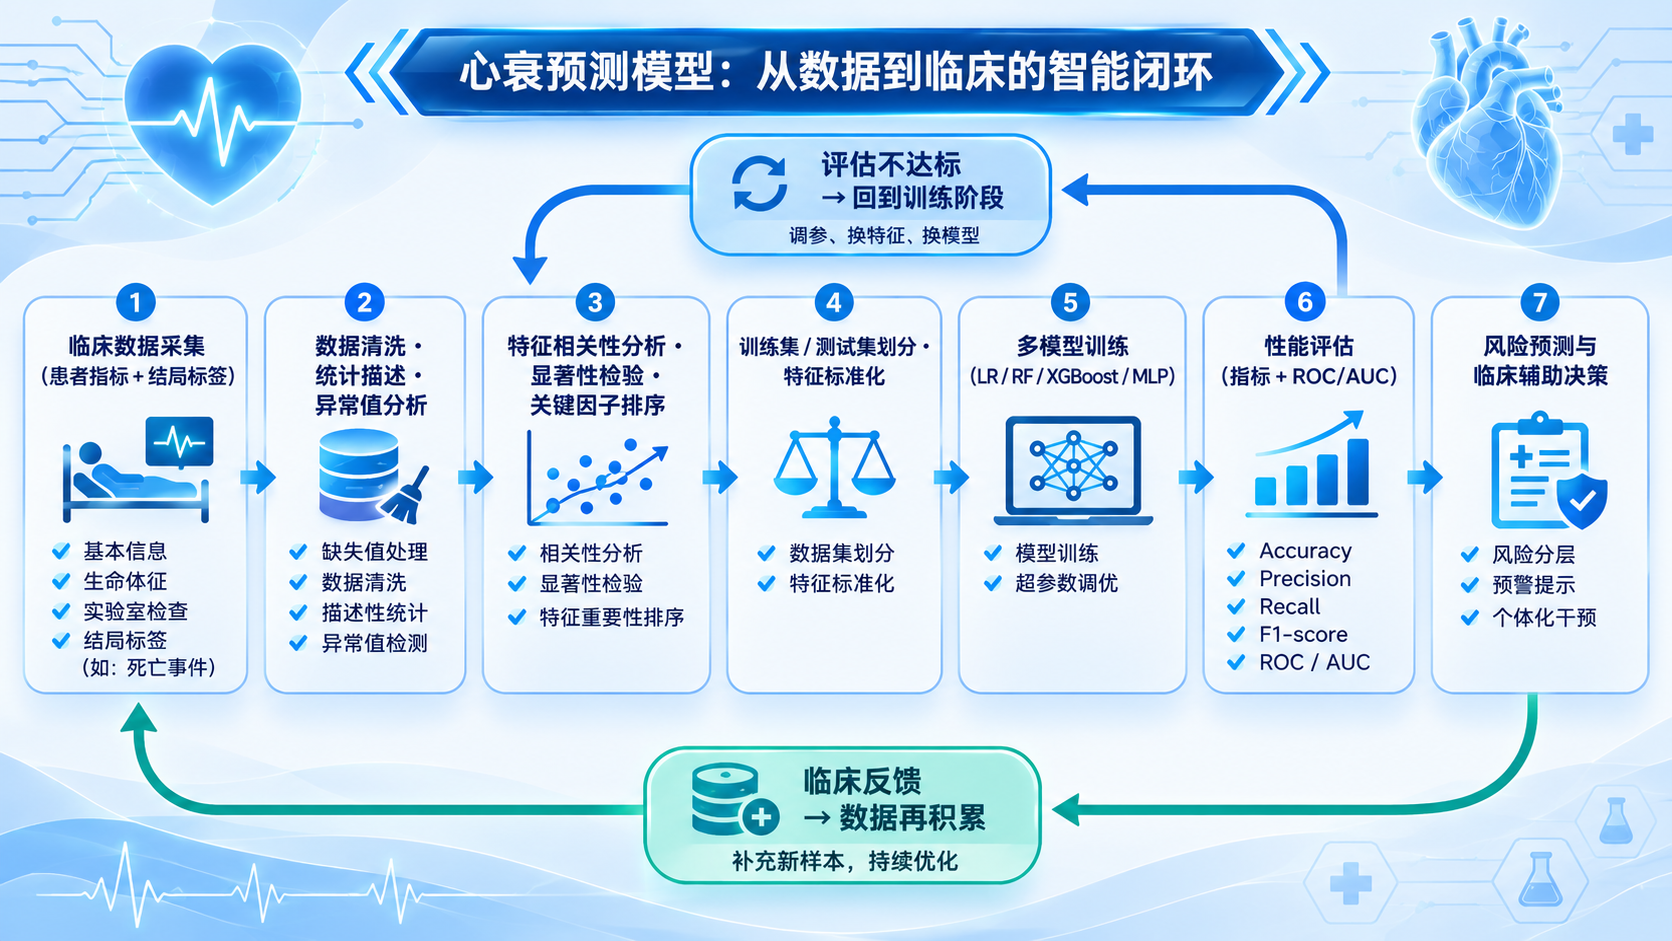 心衰预测模型：从数据到临床的智能闭环
评估不达标
→ 回到训练阶段
调参、换特征、换模型
1
临床数据采集
（患者指标 + 结局标签）
基本信息
生命体征
实验室检查
结局标签
（如：死亡事件）
2
数据清洗·
统计描述·
异常值分析
缺失值处理
数据清洗
描述性统计
异常值检测
3
特征相关性分析·
显著性检验·
关键因子排序
相关性分析
显著性检验
特征重要性排序
4
训练集 / 测试集划分·
特征标准化
数据集划分
特征标准化
5
多模型训练
（LR / RF / XGBoost / MLP）
模型训练
超参数调优
6
性能评估
（指标 + ROC/AUC）
Accuracy
Precision
Recall
F1-score
ROC / AUC
7
风险预测与
临床辅助决策
风险分层
预警提示
个体化干预
临床反馈
→ 数据再积累
补充新样本，持续优化